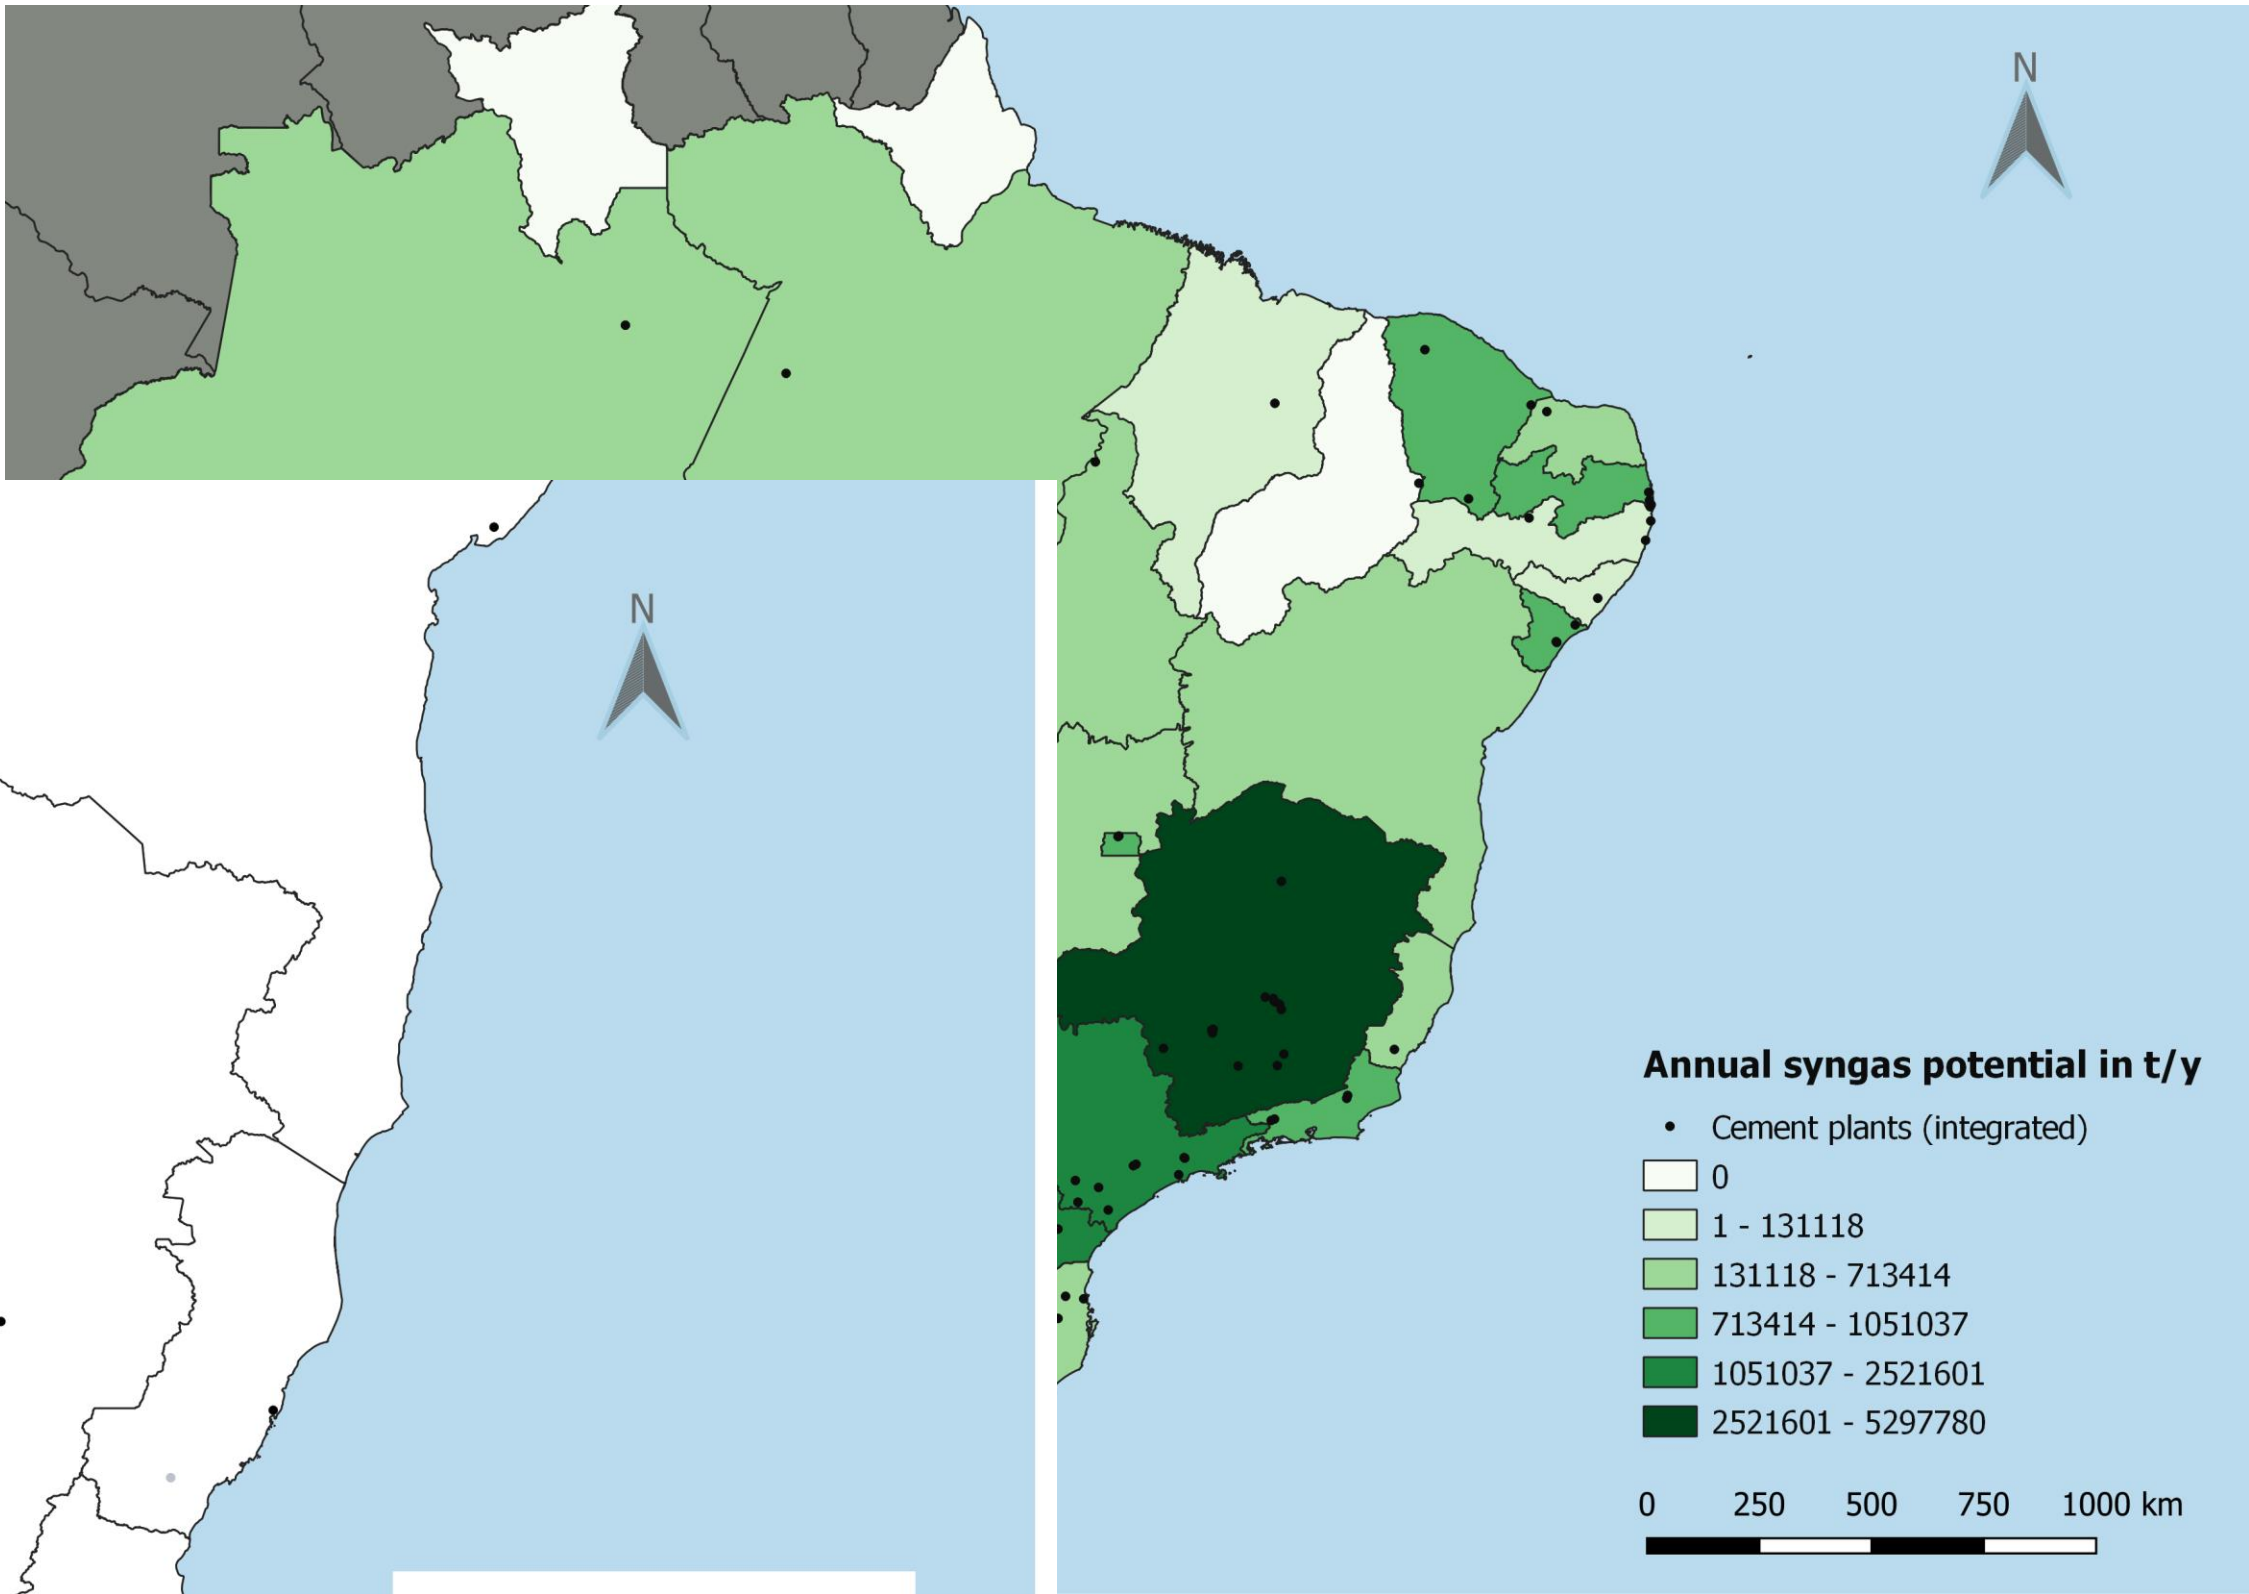 N
N
Annual syngas potential in t/y
Cement plants (integrated)
0
1 - 131118
131118 - 713414
713414 - 1051037
1051037 - 2521601
2521601 - 5297780
0 250 500 750 1000 km